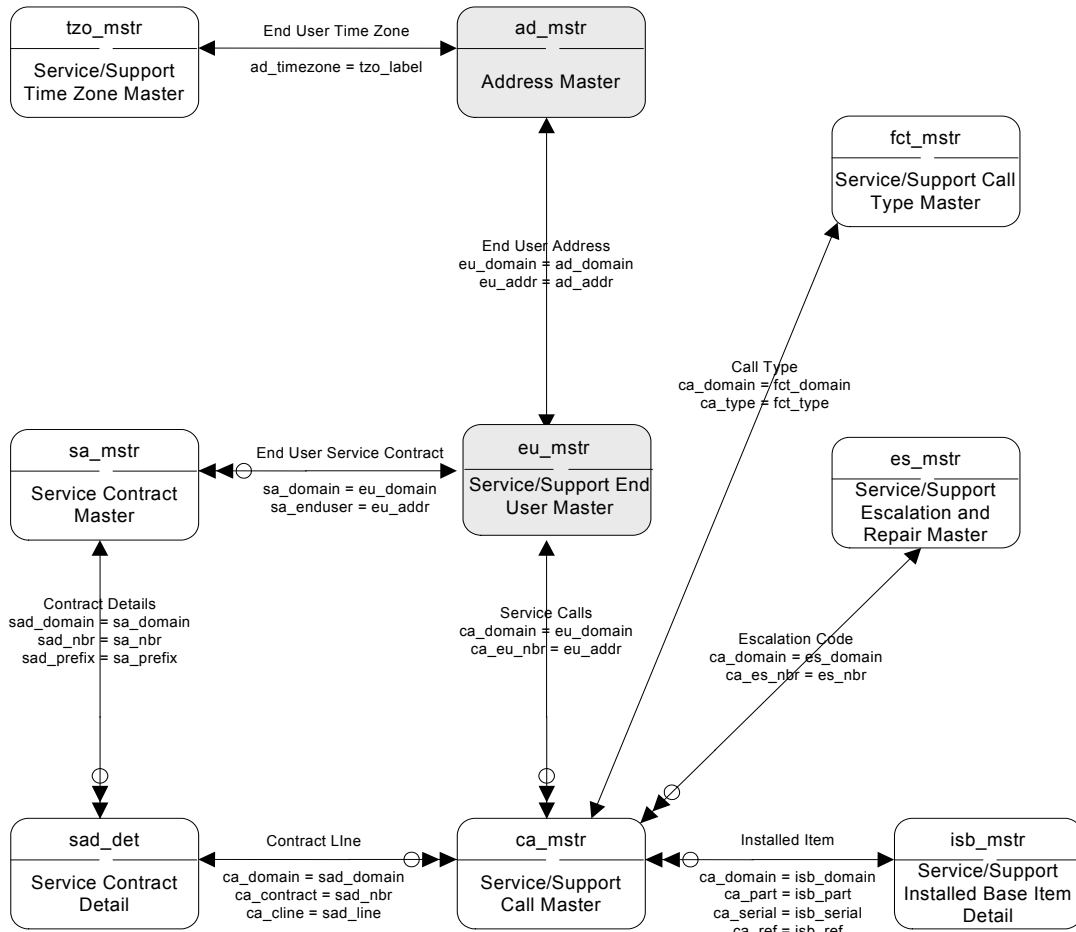 tzo_mstr
Service/Support
Time Zone Master
End User Time Zone
ad_timezone = tzo_label
ad_mstr
Address Master
fct_mstr
Service/Support Call
Type Master
End User Address
eu_domain = ad_domain
eu_addr = ad_addr
Call Type
ca_domain = fct_domain
ca_type = fct_type
sa_mstr
Service Contract
Master
End User Service Contract
sa_domain = eu_domain
sa_enduser = eu_addr
eu_mstr
Service/Support End
User Master
es_mstr
Service/Support
Escalation and
Repair Master
Contract Details
sad_domain = sa_domain
sad_nbr = sa_nbr
sad_prefix = sa_prefix
Service Calls
ca_domain = eu_domain
ca_eu_nbr = eu_addr
Escalation Code
ca_domain = es_domain
ca_es_nbr = es_nbr
sad_det
Service Contract
Detail
Contract LIne
ca_domain = sad_domain
ca_contract = sad_nbr
ca_cline = sad_line
ca_mstr
Service/Support
Call Master
Installed Item
ca_domain = isb_domain
ca_part = isb_part
ca_serial = isb_serial
ca_ref = isb_ref
isb_mstr
Service/Support
Installed Base Item
Detail